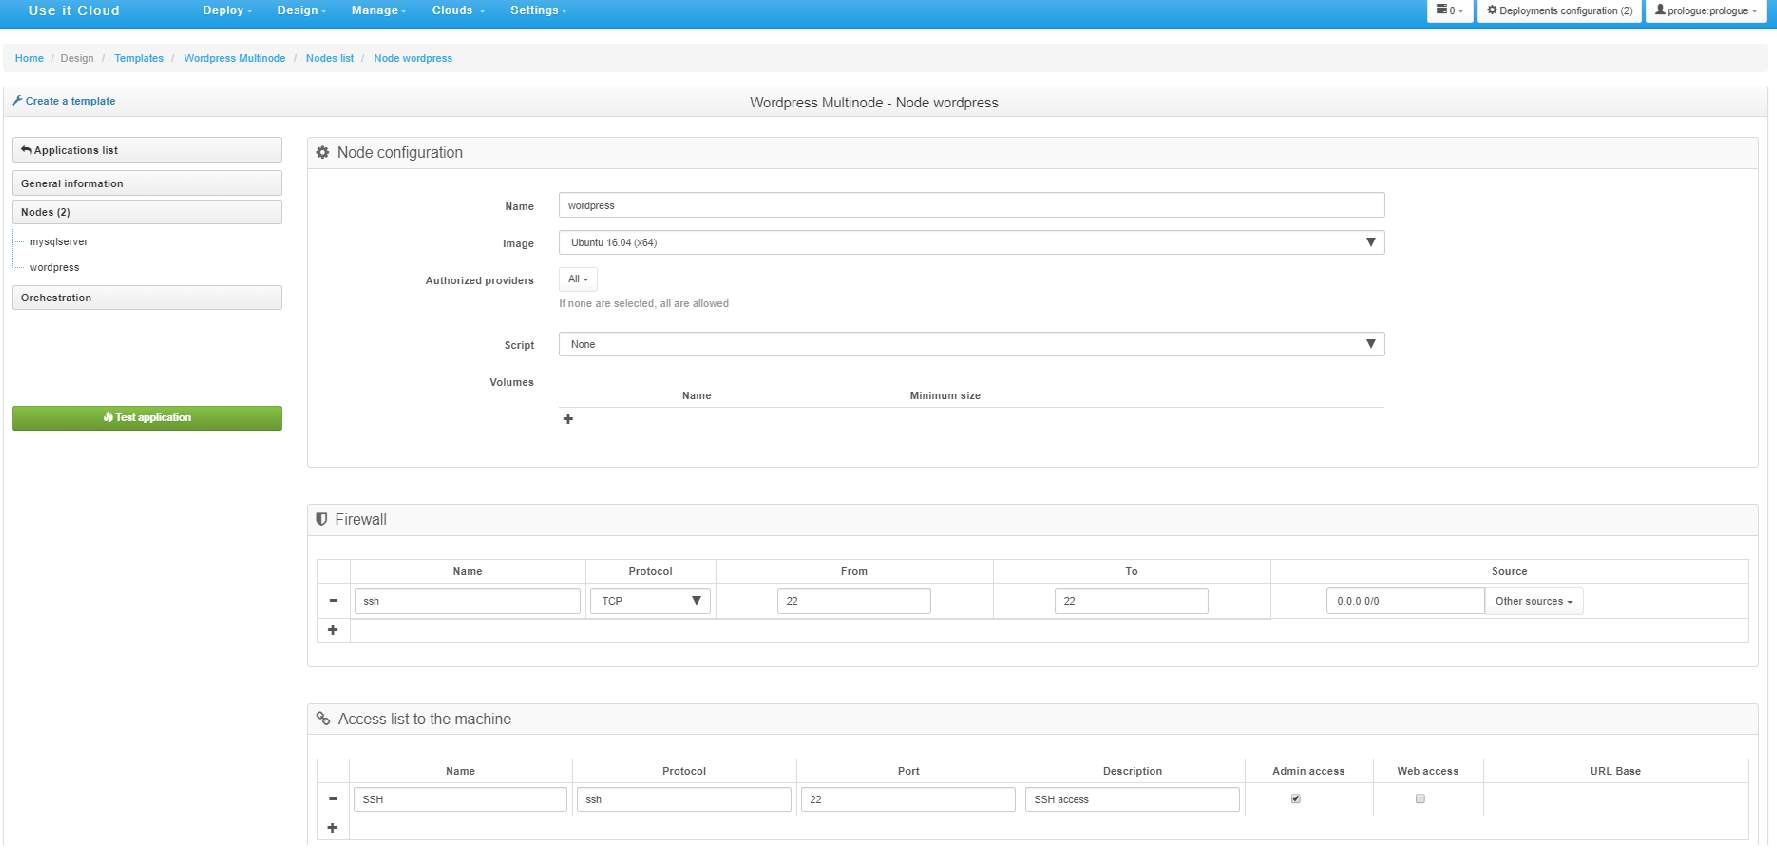 Use it Cloud Deploy Design Manage Clouds Settings 0 Deployments configuration (2) prologue:prologue
Home / Design / Templates / Wordpress Multinode / Nodes list / Node wordpress
Create a template
Wordpress Multinode - Node wordpress
Applications list
General information
Nodes (2)
mysqlserver
wordpress
Orchestration
Test application
Node configuration
Name wordpress
Image Ubuntu 16.04 (x64)
Authorized providers All
If none are selected, all are allowed
Script None
Volumes
Name Minimum size
Firewall
Name Protocol From To Source
ssh TCP 22 22 0.0.0.0/0 Other sources
Access list to the machine
Name Protocol Port Description Admin access Web access URL Base
SSH ssh 22 SSH access